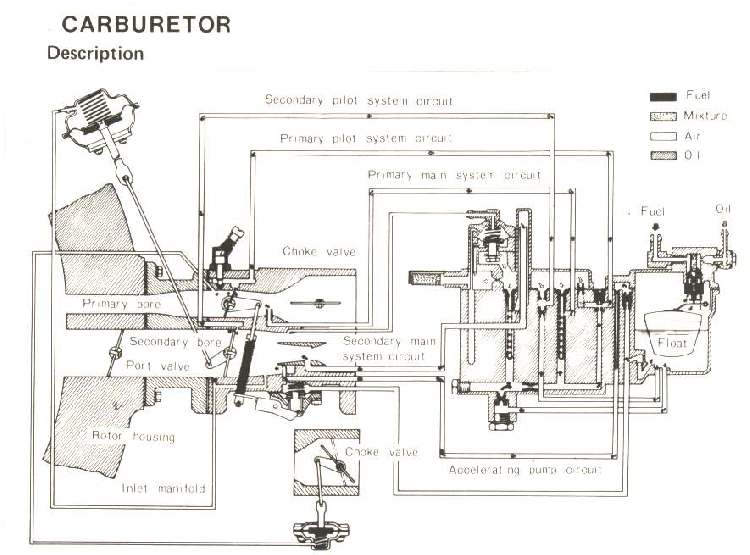 CARBURETOR
Description
Secondary pilot system circuit
Fuel
Mixture
Air
Oil
Primary pilot system circuit
Primary main system circuit
Fuel
Oil
Choke valve
Primary bore
Secondary bore
Secondary main
system circuit
Float
Port valve
Rotor housing
Choke valve
Accelerating pump circuit
Inlet manifold